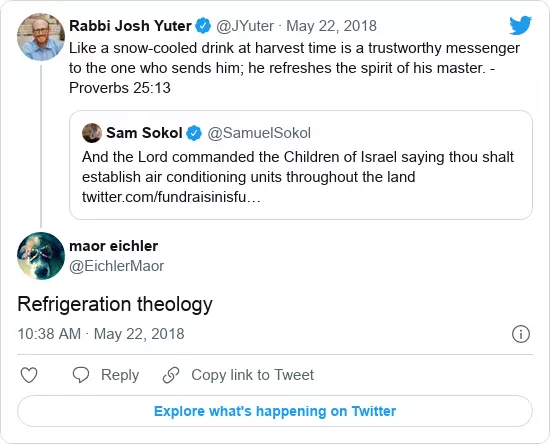 Rabbi Josh Yuter @JYuter · May 22, 2018
Like a snow-cooled drink at harvest time is a trustworthy messenger
to the one who sends him; he refreshes the spirit of his master. -
Proverbs 25:13
Sam Sokol @SamuelSokol
And the Lord commanded the Children of Israel saying thou shalt
establish air conditioning units throughout the land
twitter.com/fundraisinisfu…
maor eichler
@EichlerMaor
Refrigeration theology
10:38 AM · May 22, 2018
Reply
Copy link to Tweet
Explore what's happening on Twitter